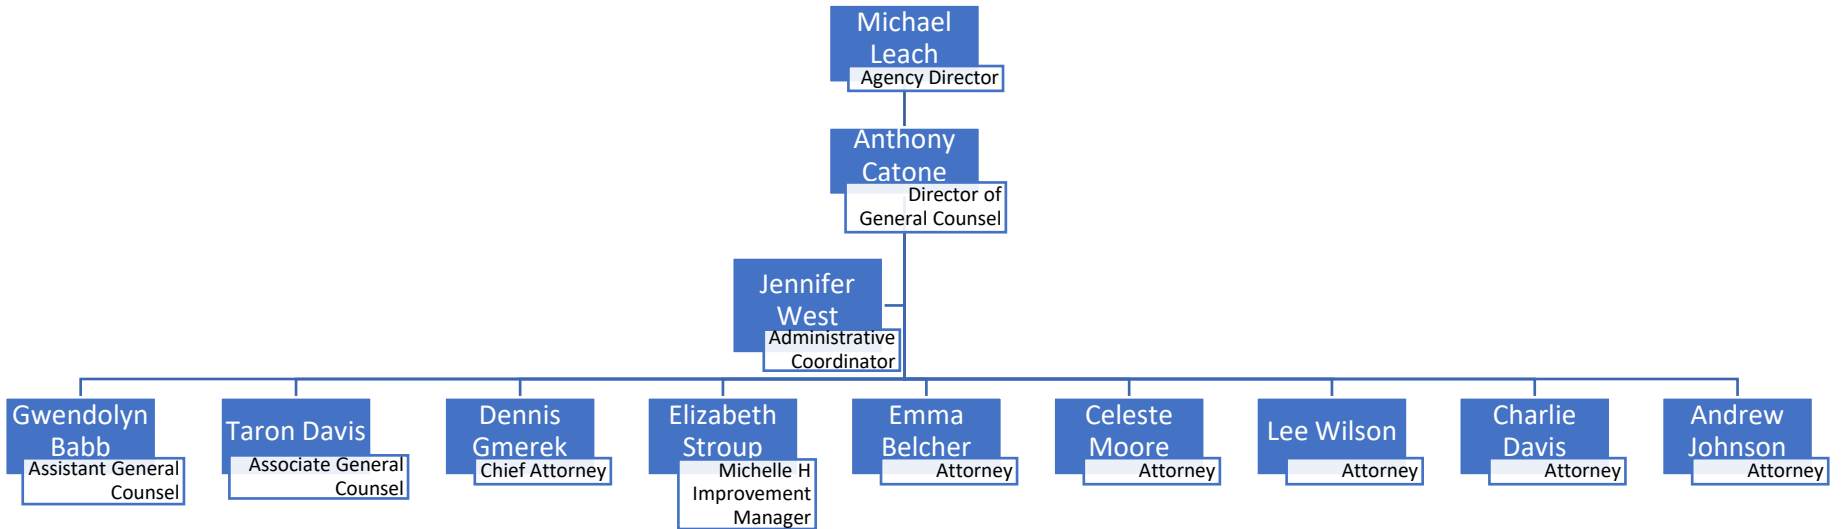 Michael
Leach
Agency Director
Anthony
Catone
Director of
General Counsel
Jennifer
West
Administrative
Coordinator
Gwendolyn
Babb
Assistant General
Counsel
Taron Davis
Associate General
Counsel
Dennis
Gmerek
Chief Attorney
Elizabeth
Stroup
Michelle H
Improvement
Manager
Emma
Belcher
Attorney
Celeste
Moore
Attorney
Lee Wilson
Attorney
Charlie
Davis
Attorney
Andrew
Johnson
Attorney